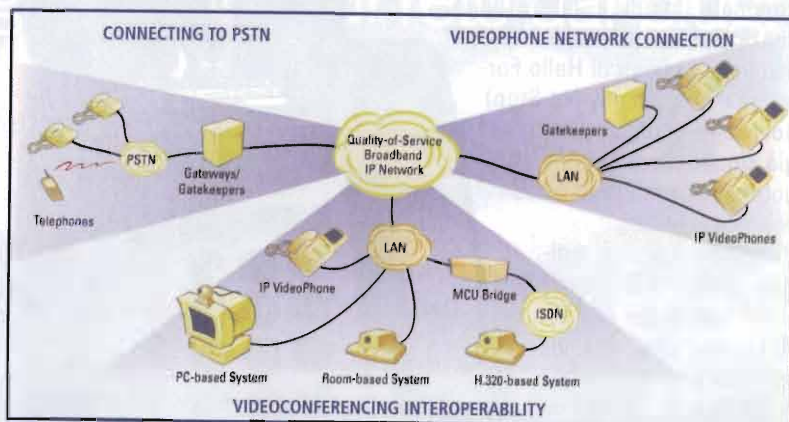 CONNECTING TO PSTN
VIDEOPHONE NETWORK CONNECTION
Quality-of-Service
Broadband
IP Network
PSTN
Gateways/
Gatekeepers
Telephones
Gatekeepers
LAN
IP VideoPhones
LAN
IP VideoPhone
MCU Bridge
ISDN
PC-based System
Room-based System
H.320-based System
VIDEOCONFERENCING INTEROPERABILITY